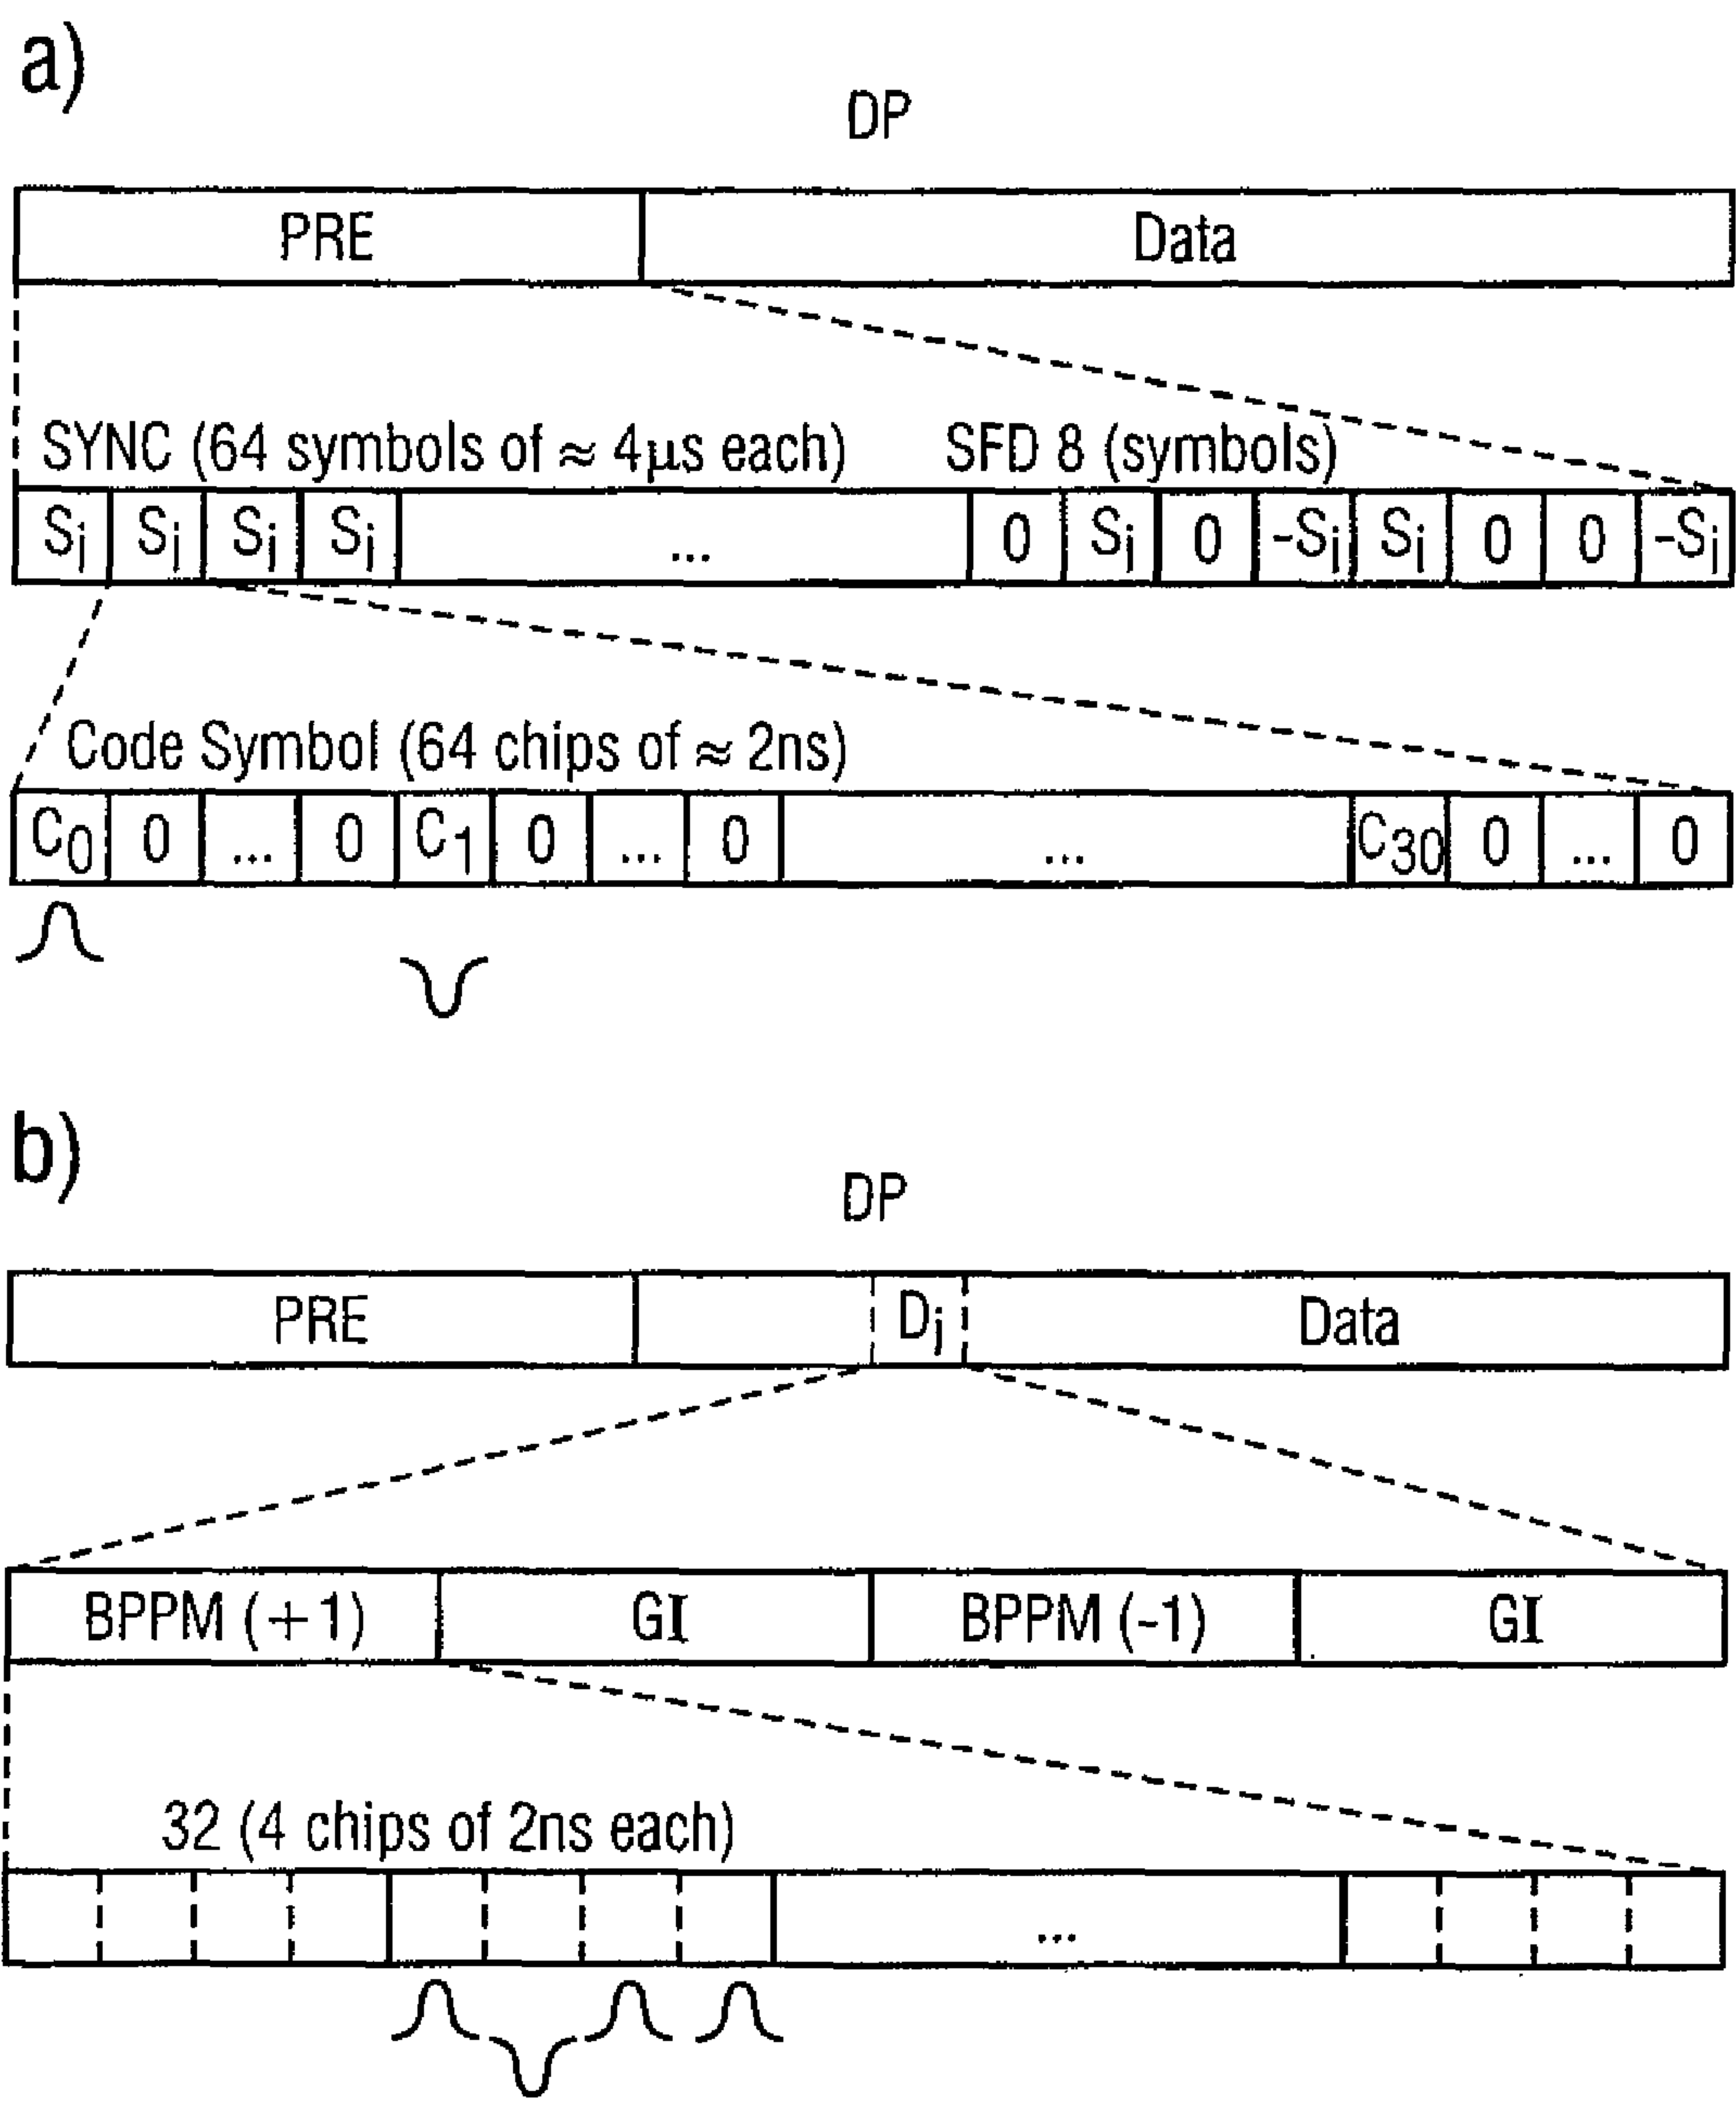 a)
DP
PRE Data
SYNC (64 symbols of ≈ 4µs each) SFD 8 (symbols)
Si Si Si Si ... 0 Si 0 -Si Si 0 0 -Si
Code Symbol (64 chips of ≈ 2ns)
C0 0 ... 0 C1 0 ... 0 ... C30 0 ... 0
b)
DP
PRE Di Data
BPPM (+1) GI BPPM (-1) GI
32 (4 chips of 2ns each)
...